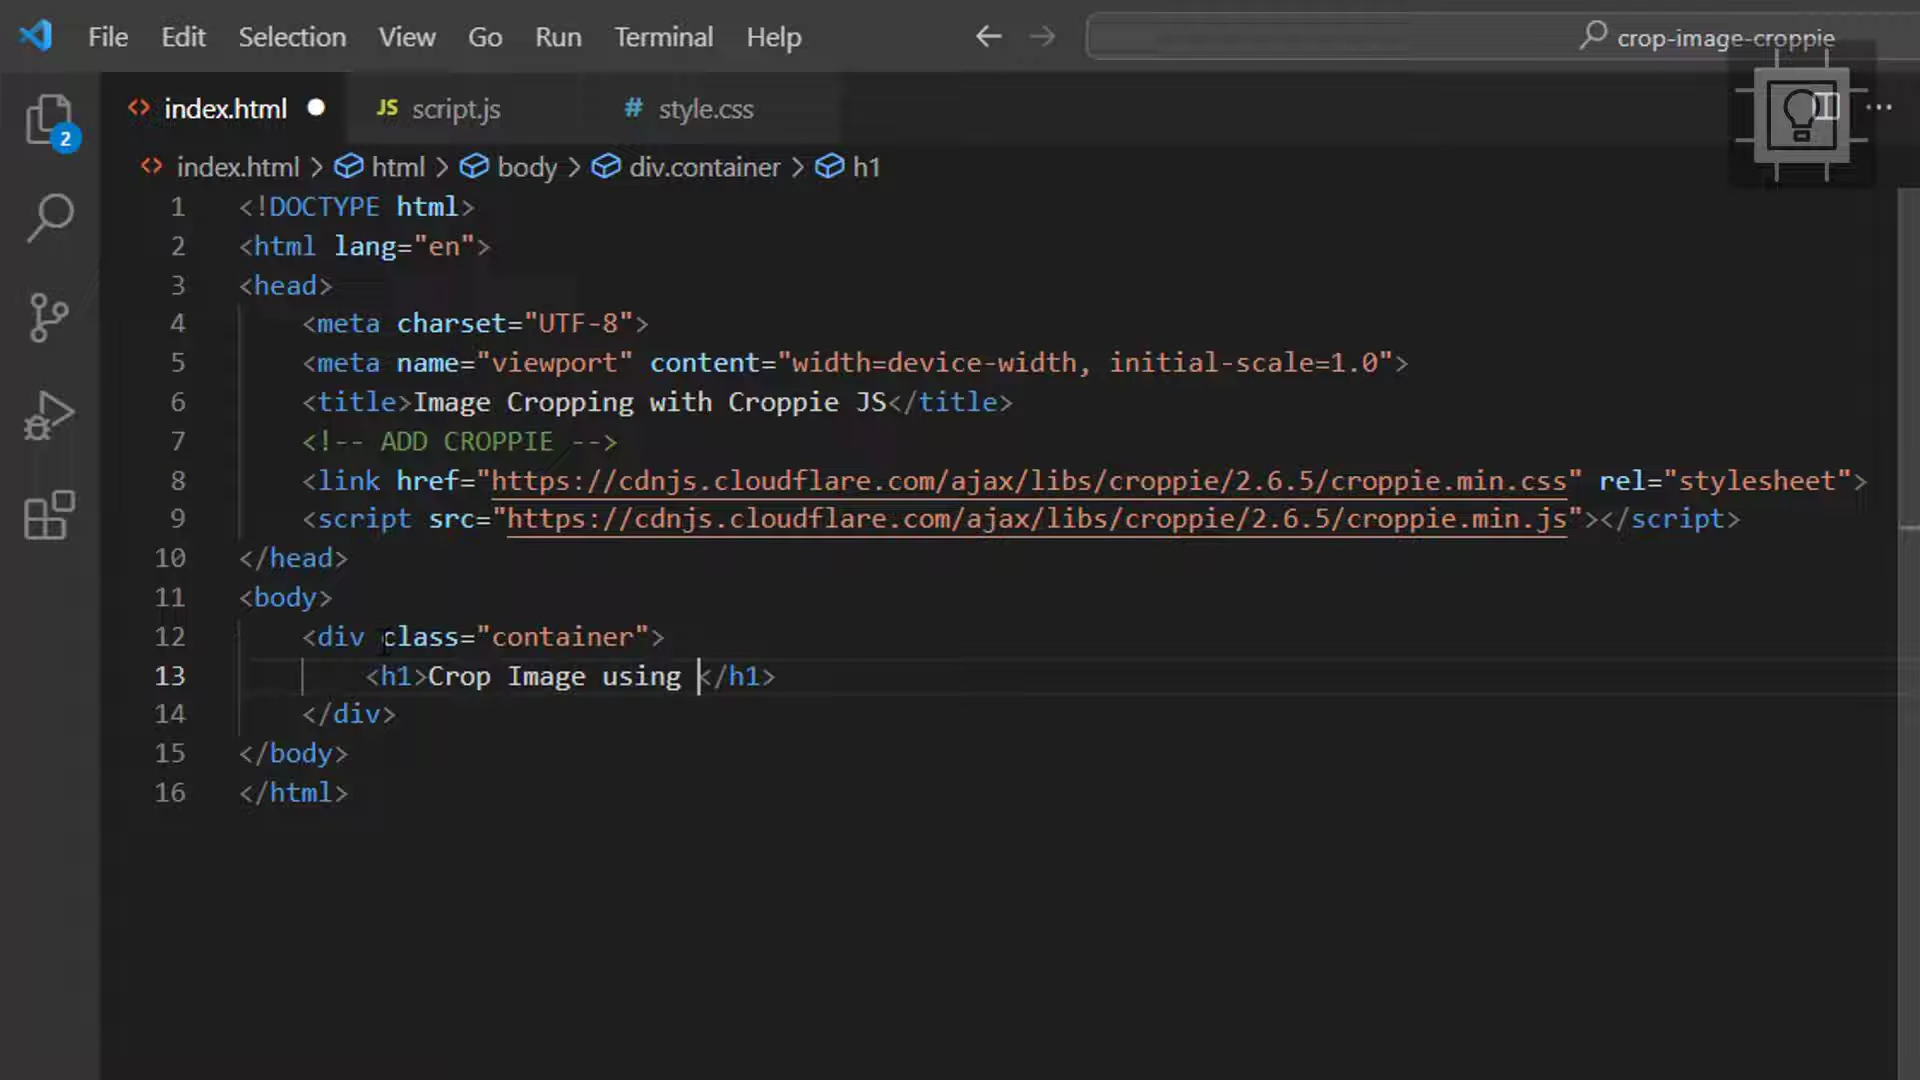 File Edit Selection View Go Run Terminal Help crop-image-croppie
index.html JS script.js # style.css
2
index.html > html > body > div.container > h1
1 <!DOCTYPE html>
2 <html lang="en">
3 <head>
4 <meta charset="UTF-8">
5 <meta name="viewport" content="width=device-width, initial-scale=1.0">
6 <title>Image Cropping with Croppie JS</title>
7 <!-- ADD CROPPIE -->
8 <link href="https://cdnjs.cloudflare.com/ajax/libs/croppie/2.6.5/croppie.min.css" rel="stylesheet">
9 <script src="https://cdnjs.cloudflare.com/ajax/libs/croppie/2.6.5/croppie.min.js"></script>
10 </head>
11 <body>
12 <div class="container">
13 <h1>Crop Image using </h1>
14 </div>
15 </body>
16 </html>